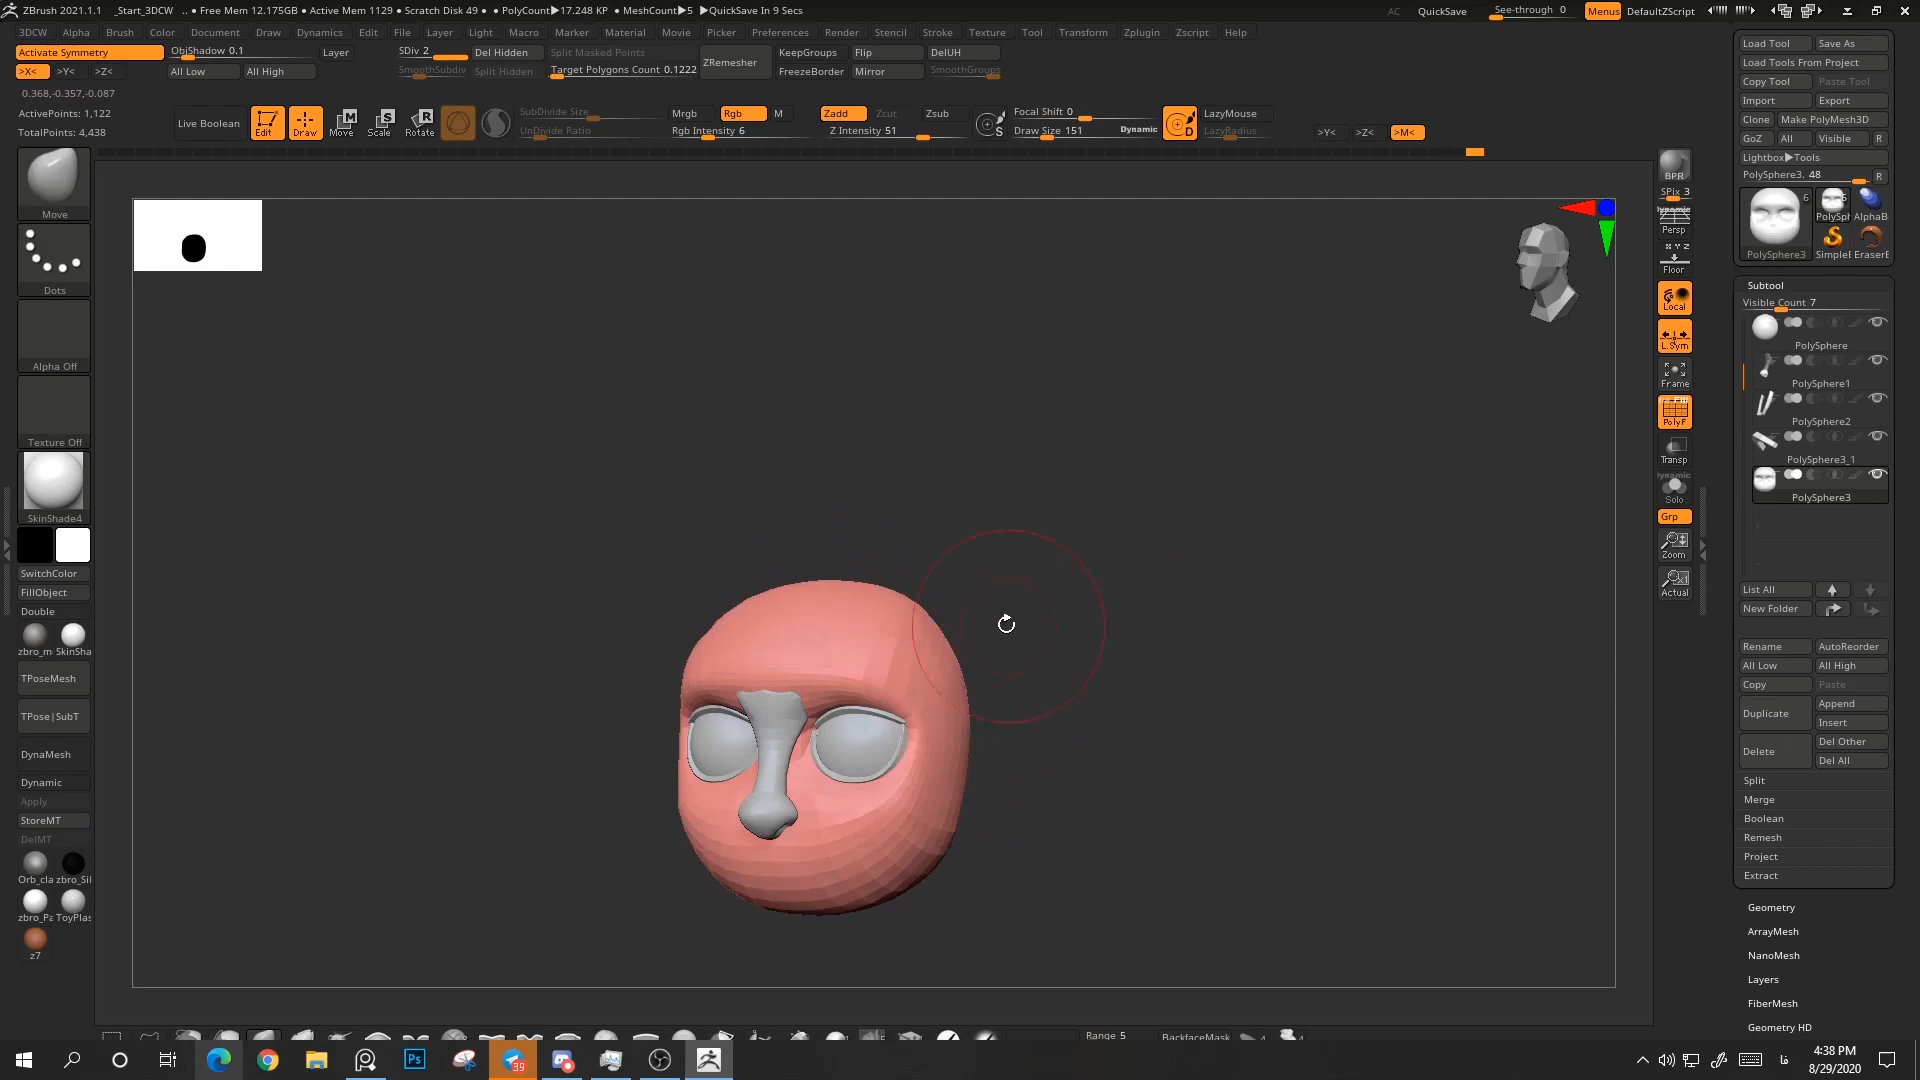 ZBrush 2021.1.1 _Start_3DCW .. ● Free Mem 12.175GB ● Active Mem 1129 ● Scratch Disk 49 ● ● PolyCount▶17.248 KP ● MeshCount▶5 ▶QuickSave In 9 Secs AC QuickSave See-through 0 Menus DefaultZScript
3DCW Alpha Brush Color Document Draw Dynamics Edit File Layer Light Macro Marker Material Movie Picker Preferences Render Stencil Stroke Texture Tool Transform Zplugin Zscript Help
Activate Symmetry ObjShadow 0.1 Layer SDiv 2 Del Hidden Split Masked Points ZRemesher KeepGroups Flip DelUH
>X< >Y< >Z< All Low All High SmoothSubdiv Split Hidden Target Polygons Count 0.1222 FreezeBorder Mirror SmoothGroups
0.368,-0.357,-0.087
ActivePoints: 1,122
TotalPoints: 4,438
Live Boolean Edit Draw Move Scale Rotate
SubDivide Size
UnDivide Ratio
Mrgb Rgb M
Rgb Intensity 6
Zadd Zcut Zsub
Z Intensity 51
Focal Shift 0
Draw Size 151 Dynamic
LazyMouse
LazyRadius
>Y< >Z< >M<
Move
Dots
Alpha Off
Texture Off
SkinShade4
SwitchColor
FillObject
Double
zbro_m SkinSha
TPoseMesh
TPose|SubT
DynaMesh
Dynamic
Apply
StoreMT
DelMT
Orb_cla zbro_Sil
zbro_Pa ToyPlas
z7
BPR
SPix 3
Dynamic
Persp
Floor
Local
L.Sym
Frame
PolyF
Transp
Dynamic
Solo
Grp
Zoom
Actual
Load Tool Save As
Load Tools From Project
Copy Tool Paste Tool
Import Export
Clone Make PolyMesh3D
GoZ All Visible R
Lightbox▶Tools
PolySphere3. 48 R
6
PolySph AlphaB
PolySphere3 SimpleE EraserE
Subtool
Visible Count 7
PolySphere
PolySphere1
PolySphere2
PolySphere3_1
PolySphere3
List All
New Folder
Rename AutoReorder
All Low All High
Copy Paste
Duplicate Append
Insert
Delete Del Other
Del All
Split
Merge
Boolean
Remesh
Project
Extract
Geometry
ArrayMesh
NanoMesh
Layers
FiberMesh
Geometry HD
Range 5 BackfaceMask
Ps
39
فا
4:38 PM
8/29/2020